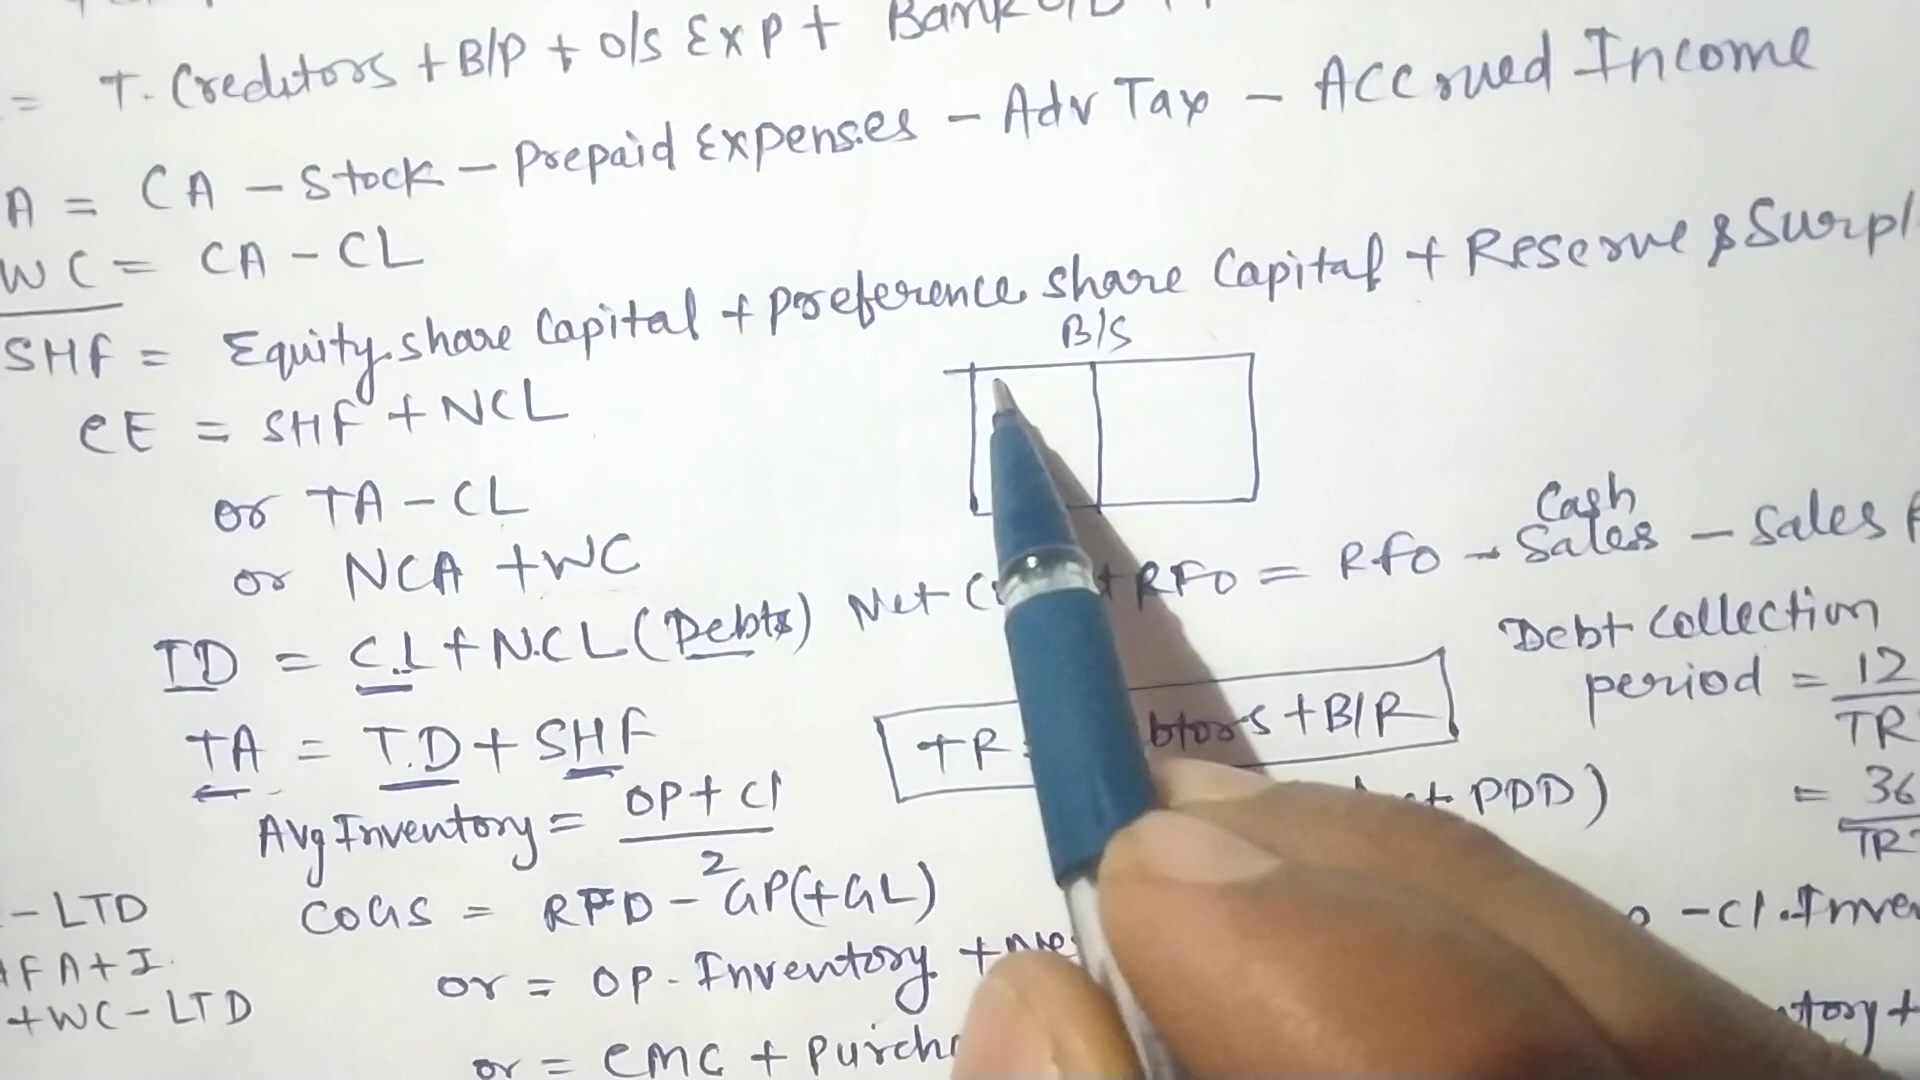 = T. Creditors + B/P + O/S Exp + Bank
A = CA - Stock - Prepaid Expenses - Adv Tax - Accrued Income
WC = CA - CL
SHF = Equity share Capital + Preference share Capital + Reserve & Surpl
B/S
CE = SHF + NCL
or TA - CL
or NCA + WC
Net C + RFO = RFO - Cash Sales - Sales
TD = C.L + N.C L (Debts)
Debt Collection period = 12/TR
TA = T.D + SHF
TR btors + B/R
Avg Inventory = OP + Cl / 2
PDD)
= 36/TR
- LTD
COGS = RFO - GP(+GL)
- Cl. Inve
FA + I.
or = OP. Inventory +
+ WC - LTD
tory +
or = CMC + Purch